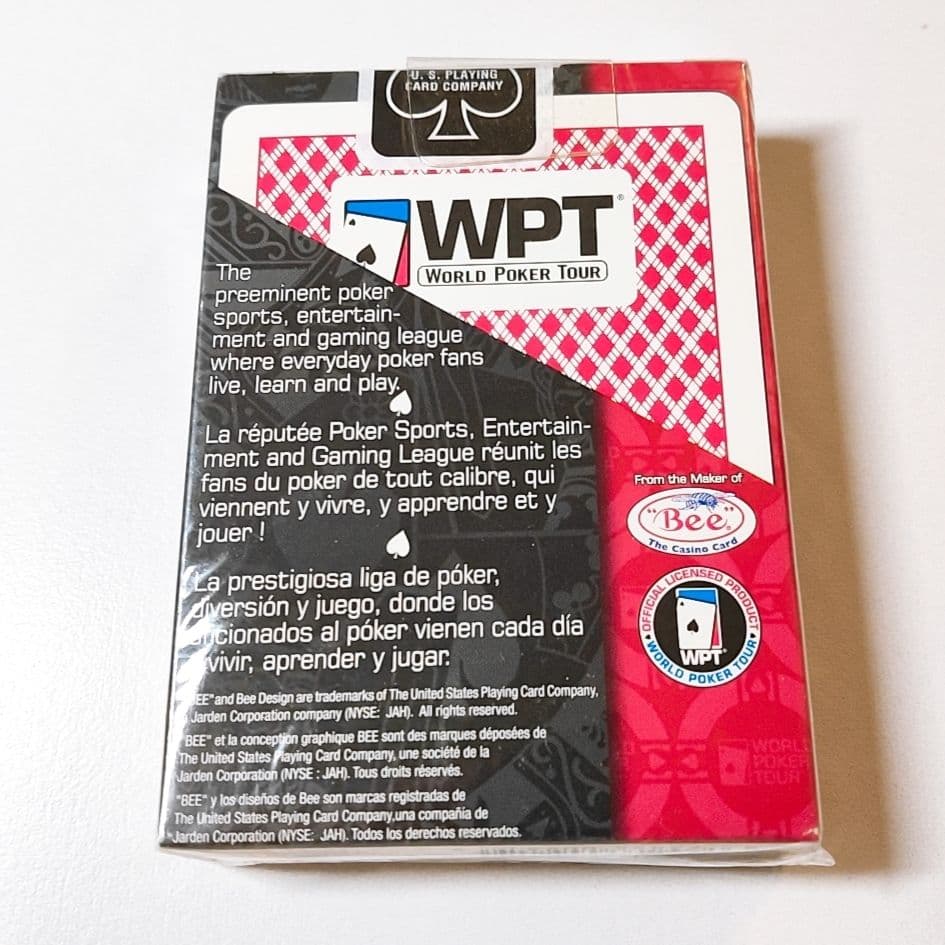 U. S. PLAYING
CARD COMPANY
WPT®
WORLD POKER TOUR
The
preeminent poker
sports, entertain-
ment and gaming league
where everyday poker fans
live, learn and play.
La réputée Poker Sports, Entertain-
ment and Gaming League réunit les
fans du poker de tout calibre, qui
viennent y vivre, y apprendre et y
jouer !
La prestigiosa liga de póker,
diversión y juego, donde los
aficionados al póker vienen cada día
vivir, aprender y jugar.
From the Maker of
"Bee"®
The Casino Card
OFFICIAL LICENSED PRODUCT
WPT
WORLD POKER TOUR
BEE" and Bee Design are trademarks of The United States Playing Card Company,
Jarden Corporation company (NYSE: JAH). All rights reserved.
BEE" et la conception graphique BEE sont des marques déposées de
The United States Playing Card Company, une société de la
Jarden Corporation (NYSE : JAH). Tous droits réservés.
"BEE" y los diseños de Bee son marcas registradas de
The United States Playing Card Company,una compañía de
Jarden Corporation (NYSE: JAH). Todos los derechos reservados.
WORLD
POKER
TOUR